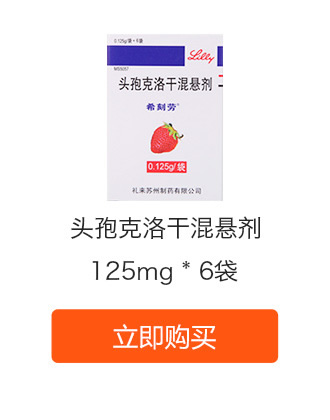 0.125g/袋×6袋
Lilly
头孢克洛干混悬剂
希刻劳®
0.125g/袋
礼来苏州制药有限公司
头孢克洛干混悬剂
125mg * 6袋
立即购买